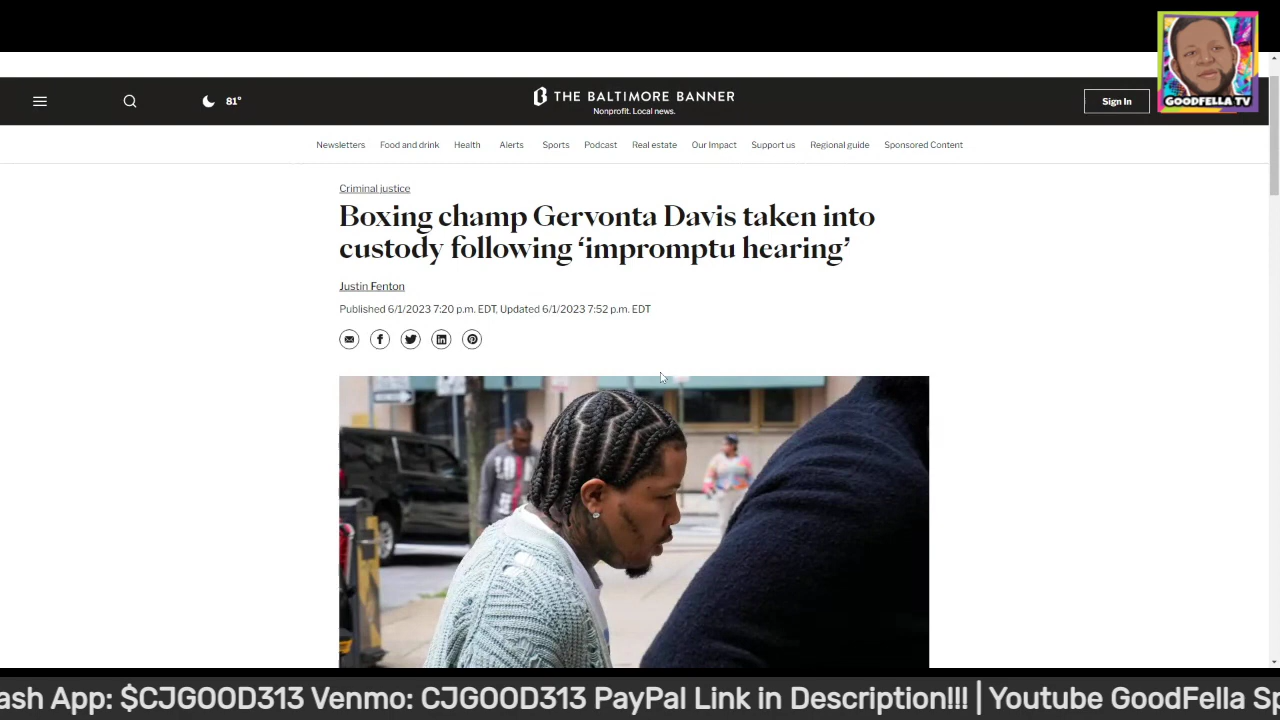 GOODFELLA TV
81°
THE BALTIMORE BANNER
Nonprofit. Local news.
Sign In
Newsletters Food and drink Health Alerts Sports Podcast Real estate Our Impact Support us Regional guide Sponsored Content
Criminal justice
Boxing champ Gervonta Davis taken into
custody following ‘impromptu hearing’
Justin Fenton
Published 6/1/2023 7:20 p.m. EDT, Updated 6/1/2023 7:52 p.m. EDT
ash App: $CJGOOD313 Venmo: CJGOOD313 PayPal Link in Description!!! | Youtube GoodFella Sp